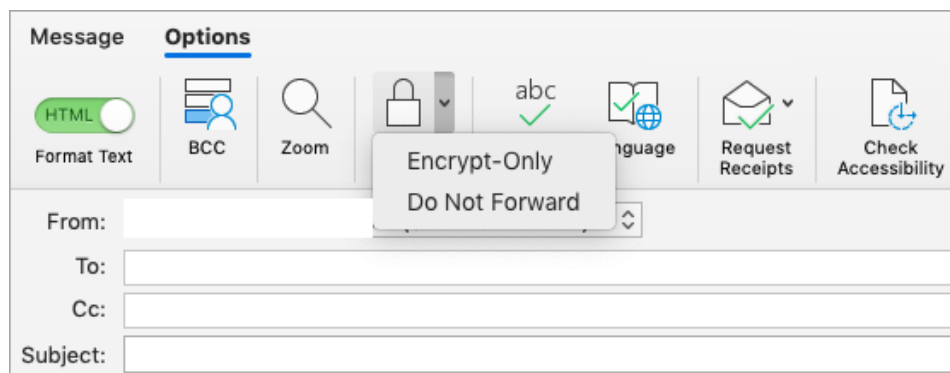 Message Options
HTML
Format Text
BCC
Zoom
abc
nguage
Request
Receipts
Check
Accessibility
Encrypt-Only
Do Not Forward
From:
To:
Cc:
Subject: